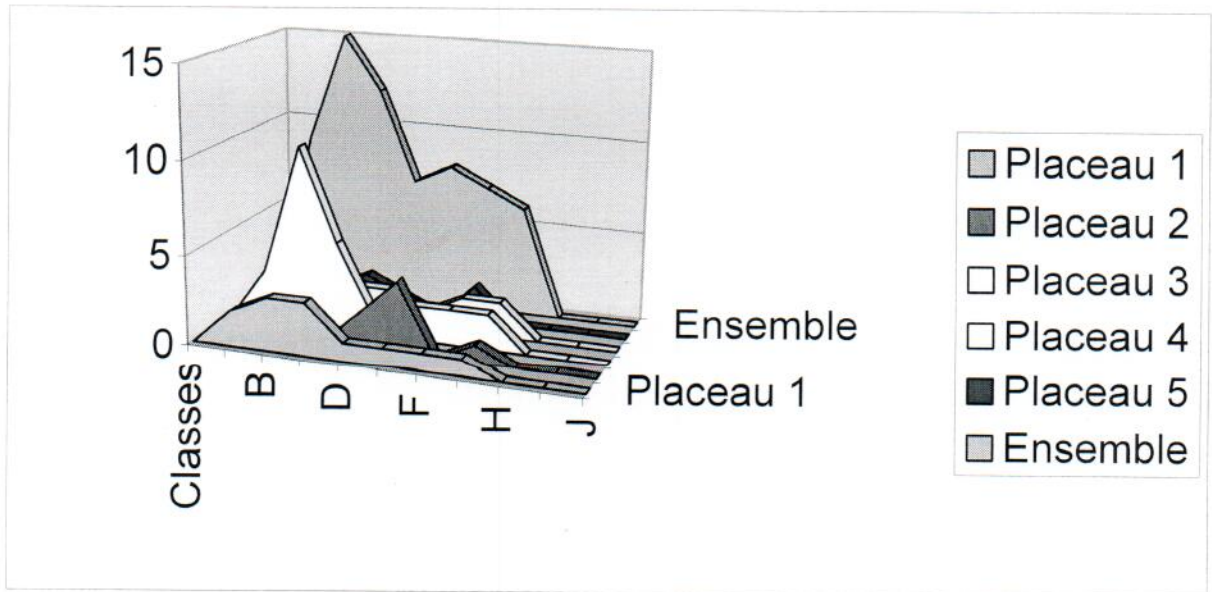 15
10
5
0
Classes
B
D
F
H
J
Ensemble
Placeau 1
Placeau 1
Placeau 2
Placeau 3
Placeau 4
Placeau 5
Ensemble